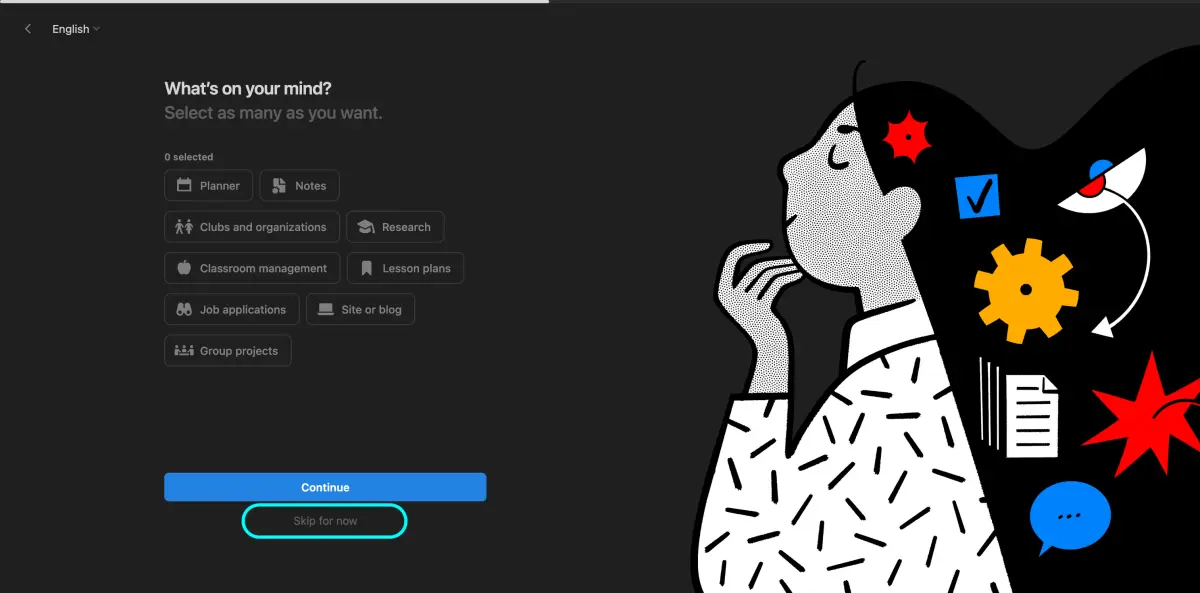 English
What's on your mind?
Select as many as you want.
0 selected
Planner Notes
Clubs and organizations Research
Classroom management Lesson plans
Job applications Site or blog
Group projects
Continue
Skip for now